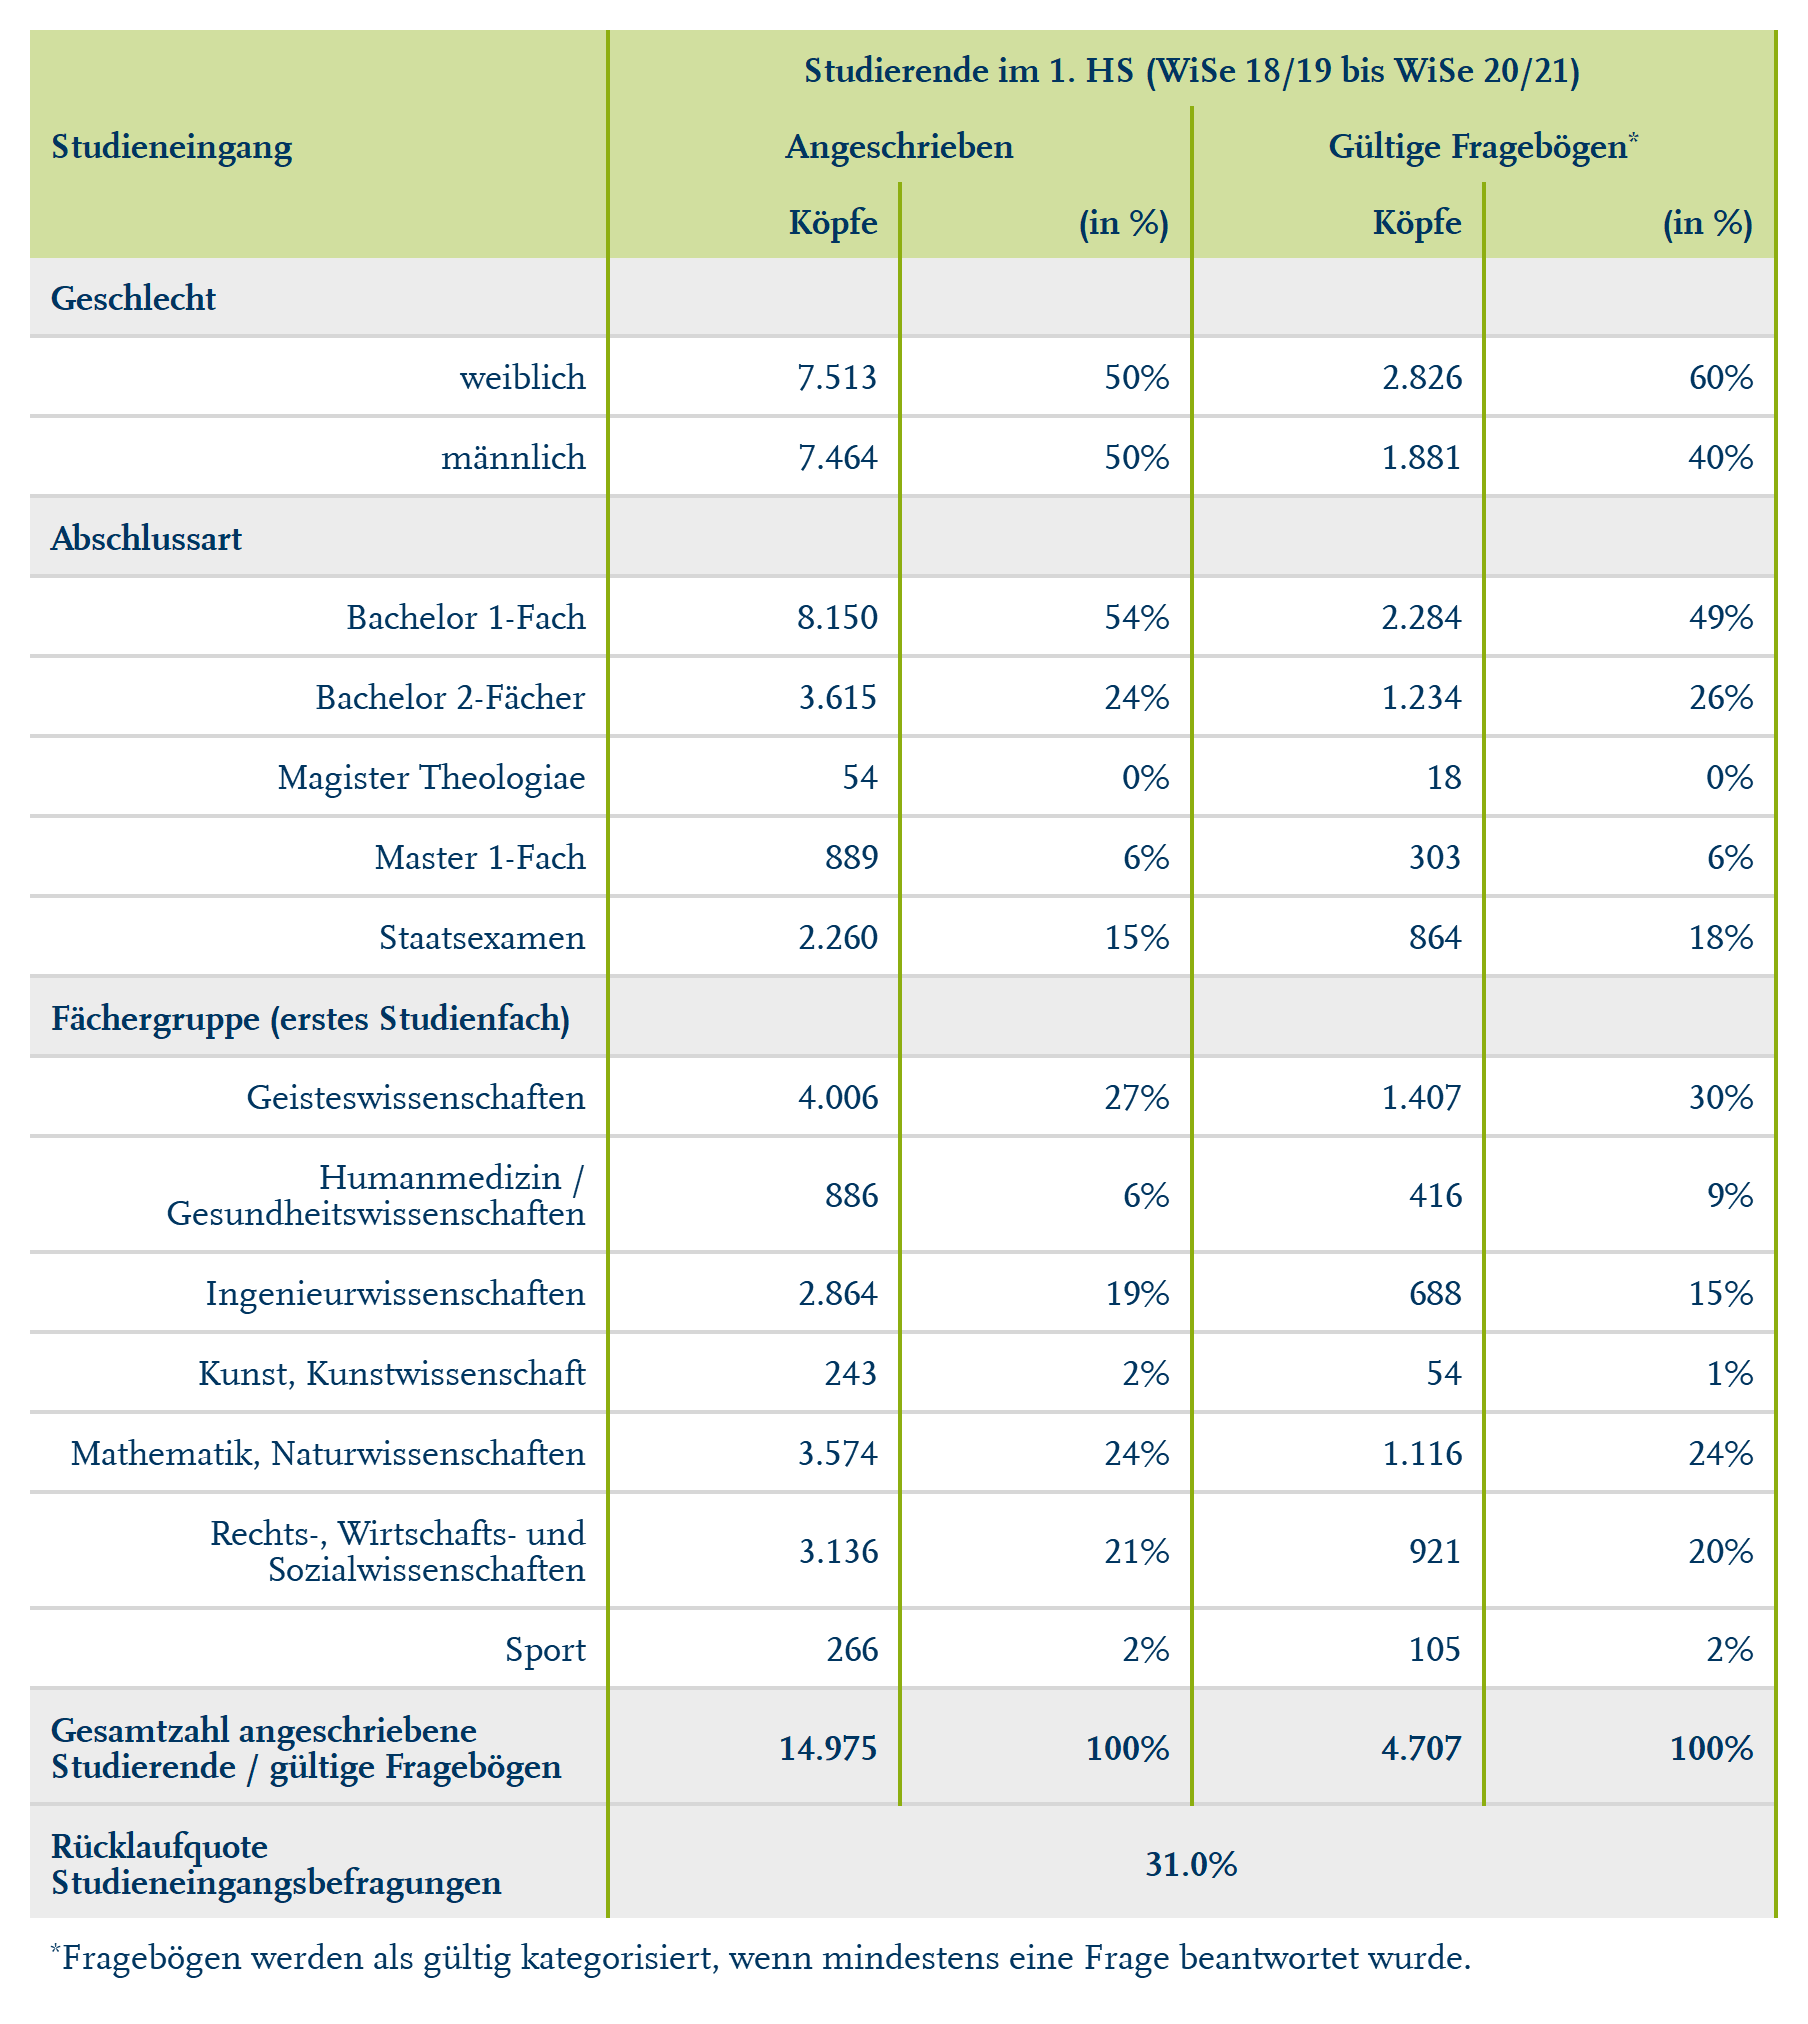 Studierende im 1. HS (WiSe 18/19 bis WiSe 20/21)
Studieneingang Angeschrieben Gültige Fragebögen*
Köpfe (in %) Köpfe (in %)
Geschlecht
weiblich 7.513 50% 2.826 60%
männlich 7.464 50% 1.881 40%
Abschlussart
Bachelor 1-Fach 8.150 54% 2.284 49%
Bachelor 2-Fächer 3.615 24% 1.234 26%
Magister Theologiae 54 0% 18 0%
Master 1-Fach 889 6% 303 6%
Staatsexamen 2.260 15% 864 18%
Fächergruppe (erstes Studienfach)
Geisteswissenschaften 4.006 27% 1.407 30%
Humanmedizin /
Gesundheitswissenschaften 886 6% 416 9%
Ingenieurwissenschaften 2.864 19% 688 15%
Kunst, Kunstwissenschaft 243 2% 54 1%
Mathematik, Naturwissenschaften 3.574 24% 1.116 24%
Rechts-, Wirtschafts- und
Sozialwissenschaften 3.136 21% 921 20%
Sport 266 2% 105 2%
Gesamtzahl angeschriebene
Studierende / gültige Fragebögen 14.975 100% 4.707 100%
Rücklaufquote
Studieneingangsbefragungen 31.0%
*Fragebögen werden als gültig kategorisiert, wenn mindestens eine Frage beantwortet wurde.